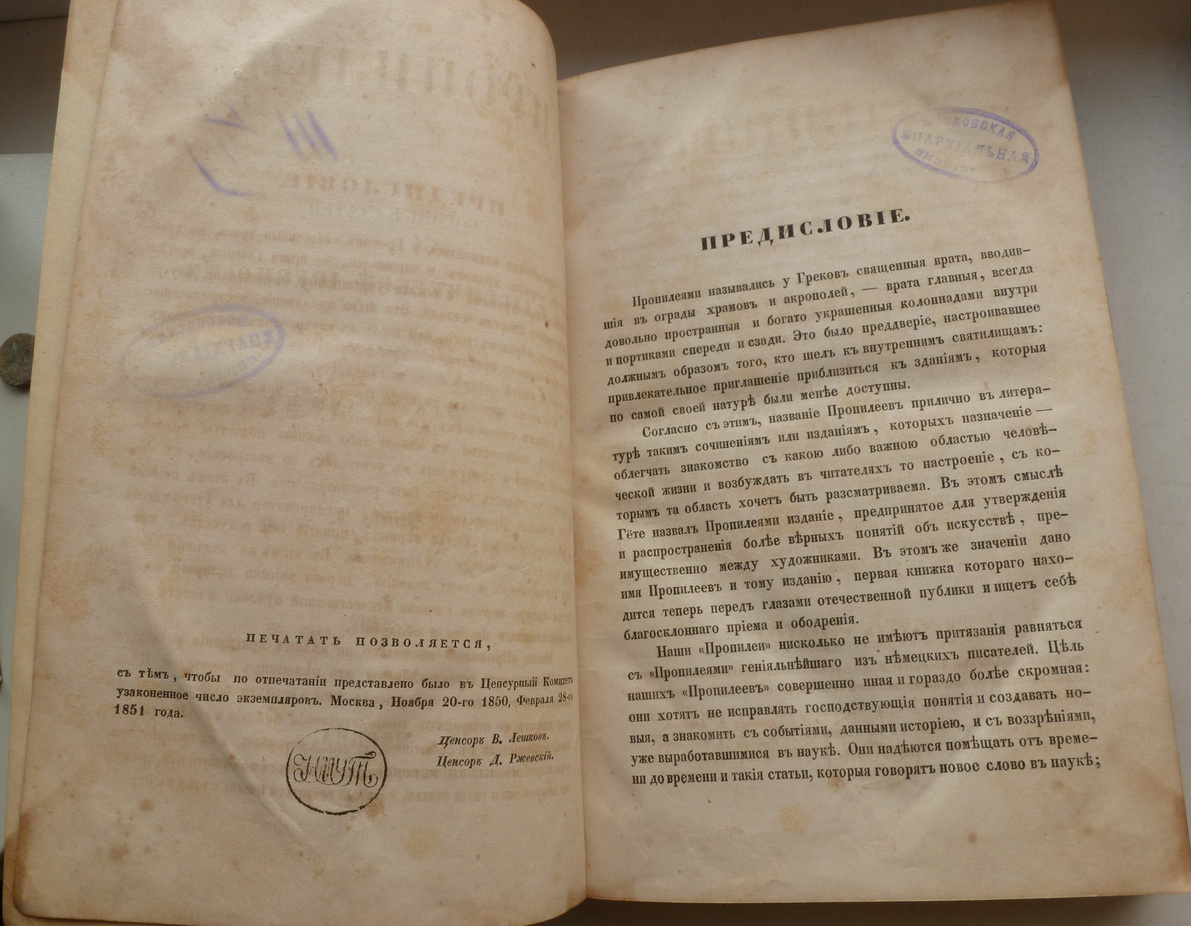 ПЕЧАТАТЬ ПОЗВОЛЯЕТСЯ,
съ тѣмъ, чтобы по отпечатаніи представлено было въ Ценсурный Комитетъ
узаконенное число экземпляровъ. Москва, Ноября 20-го 1850, Февраля 28-го
1851 года.
Ценсоръ В. Лешковъ.
Ценсоръ Д. Ржевскій.
ЕПАРХІАЛЬНАЯ
ПРЕДИСЛОВІЕ.
Пропилеями назывались у Грековъ священныя врата, вводив-
шія въ ограды храмовъ и акрополей, — врата главныя, всегда
довольно пространныя и богато украшенныя колоннадами внутри
и портиками спереди и сзади. Это было преддверіе, настроивавшее
должнымъ образомъ того, кто шелъ къ внутреннимъ святилищамъ:
привлекательное приглашеніе приблизиться къ зданіямъ, которыя
по самой своей натурѣ были менѣе доступны.
Согласно съ этимъ, названіе Пропилеевъ прилично въ литера-
турѣ такимъ сочиненіямъ или изданіямъ, которыхъ назначеніе —
облегчать знакомство съ какою либо важною областью человѣ-
ческой жизни и возбуждать въ читателяхъ то настроеніе, съ ко-
торымъ та область хочетъ быть разсматриваема. Въ этомъ смыслѣ
Гёте назвалъ Пропилеями изданіе, предпринятое для утвержденія
и распространенія болѣе вѣрныхъ понятій объ искусствѣ, пре-
имущественно между художниками. Въ этомъ же значеніи дано
имя Пропилеевъ и тому изданію, первая книжка котораго нахо-
дится теперь передъ глазами отечественной публики и ищетъ себѣ
благосклоннаго пріема и ободренія.
Наши «Пропилеи» нисколько не имѣютъ притязанія равняться
съ «Пропилеями» геніяльнѣйшаго изъ нѣмецкихъ писателей. Цѣль
нашихъ «Пропилеевъ» совершенно иная и гораздо болѣе скромная:
они хотятъ не исправлять господствующія понятія и создавать но-
выя, а знакомить съ событіями, данными исторіею, и съ воззрѣніями,
уже выработавшимися въ наукѣ. Они надѣются помѣщать отъ време-
ни до времени и такія статьи, которыя говорятъ новое слово въ наукѣ;